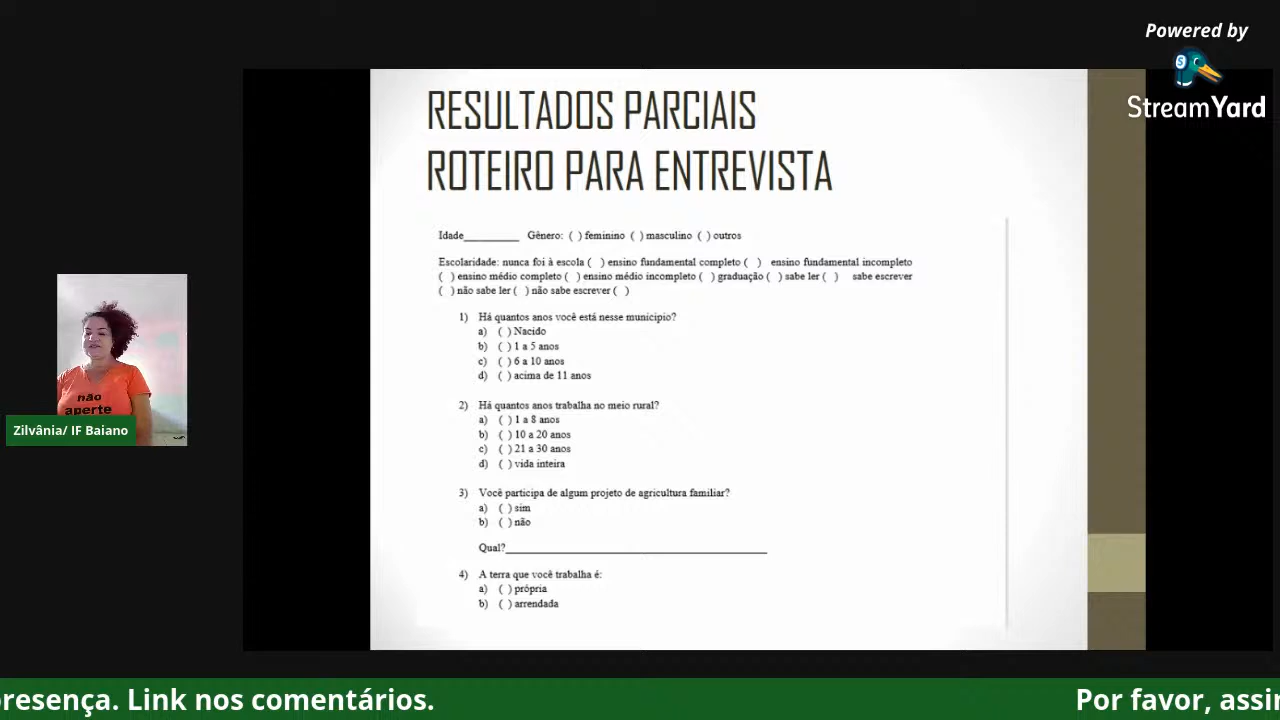 Powered by
StreamYard
RESULTADOS PARCIAIS
ROTEIRO PARA ENTREVISTA
Idade__________ Gênero: ( ) feminino ( ) masculino ( ) outros
Escolaridade: nunca foi à escola ( ) ensino fundamental completo ( ) ensino fundamental incompleto
( ) ensino médio completo ( ) ensino médio incompleto ( ) graduação ( ) sabe ler ( ) sabe escrever
( ) não sabe ler ( ) não sabe escrever ( )
1) Há quantos anos você está nesse município?
a) ( ) Nacido
b) ( ) 1 a 5 anos
c) ( ) 6 a 10 anos
d) ( ) acima de 11 anos
2) Há quantos anos trabalha no meio rural?
a) ( ) 1 a 8 anos
b) ( ) 10 a 20 anos
c) ( ) 21 a 30 anos
d) ( ) vida inteira
3) Você participa de algum projeto de agricultura familiar?
a) ( ) sim
b) ( ) não
Qual?_______________________________________________
4) A terra que você trabalha é:
a) ( ) própria
b) ( ) arrendada
não
aperte
Zilvânia/ IF Baiano
presença. Link nos comentários.
Por favor, assin